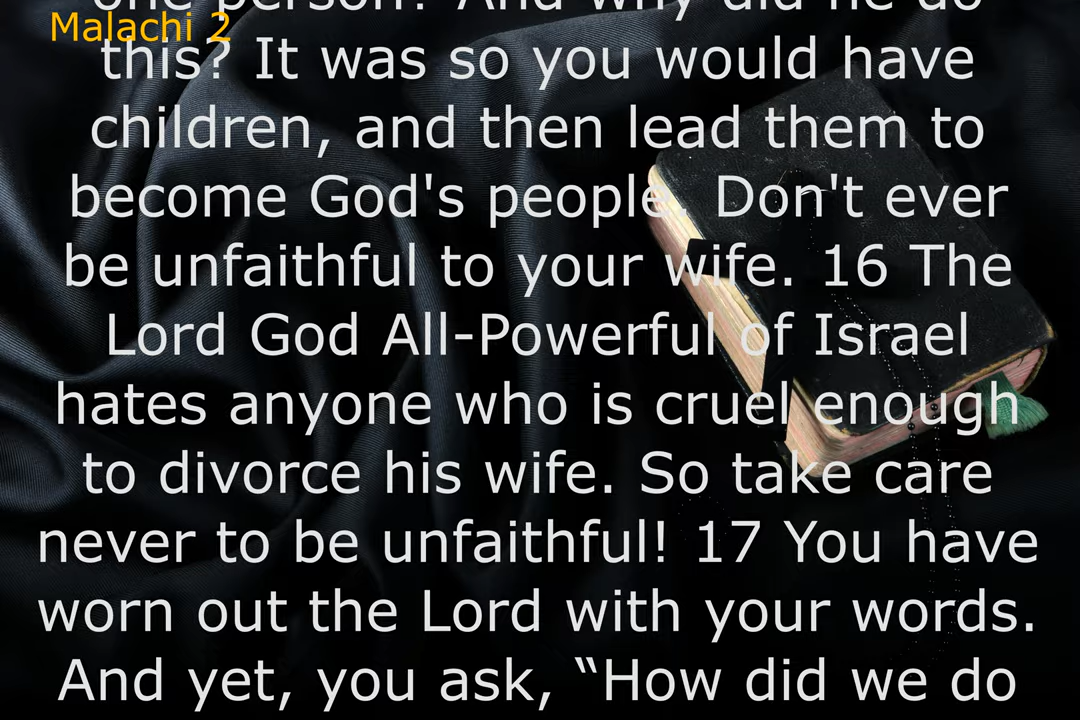 one person? And why did he do
Malachi 2
this? It was so you would have
children, and then lead them to
become God's people. Don't ever
be unfaithful to your wife. 16 The
Lord God All-Powerful of Israel
hates anyone who is cruel enough
to divorce his wife. So take care
never to be unfaithful! 17 You have
worn out the Lord with your words.
And yet, you ask, “How did we do